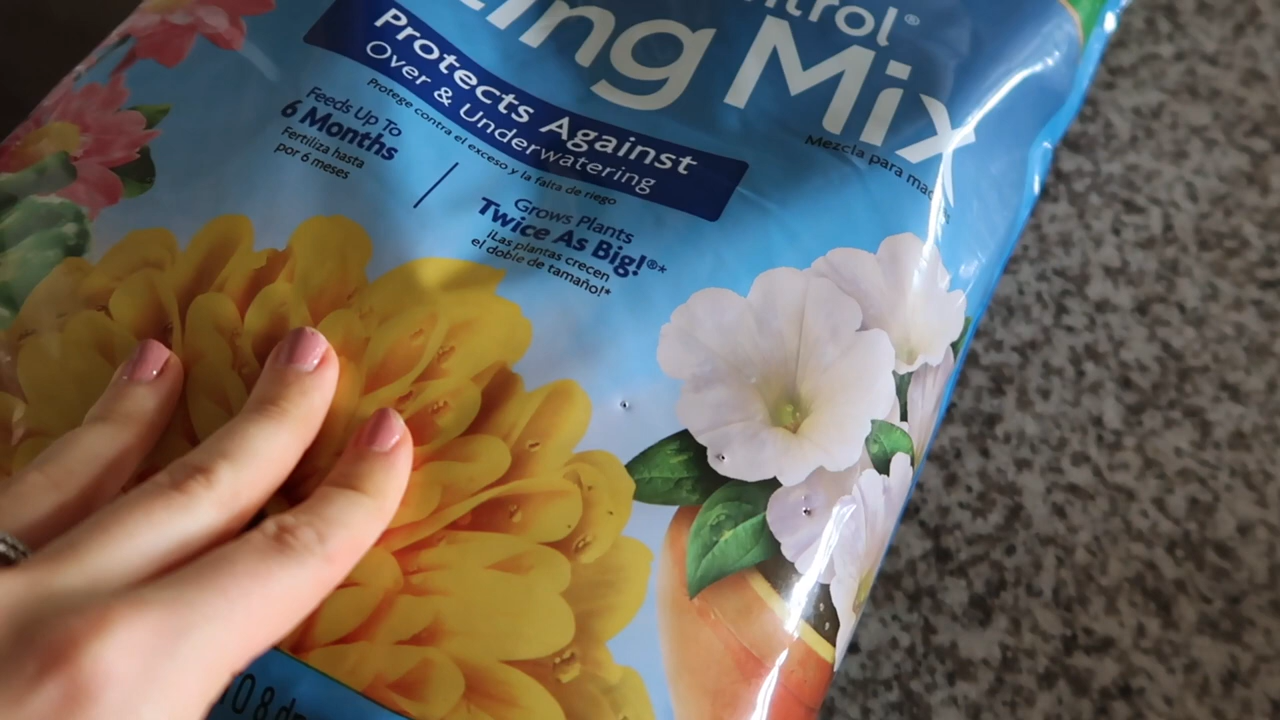 ntrol®
ting Mix
Mezcla para mac
Protects Against
Over & Underwatering
Protege contra el exceso y la falta de riego
Feeds Up To
6 Months
Fertiliza hasta
por 6 meses
Grows Plants
Twice As Big!®*
¡Las plantas crecen
el doble de tamaño!*